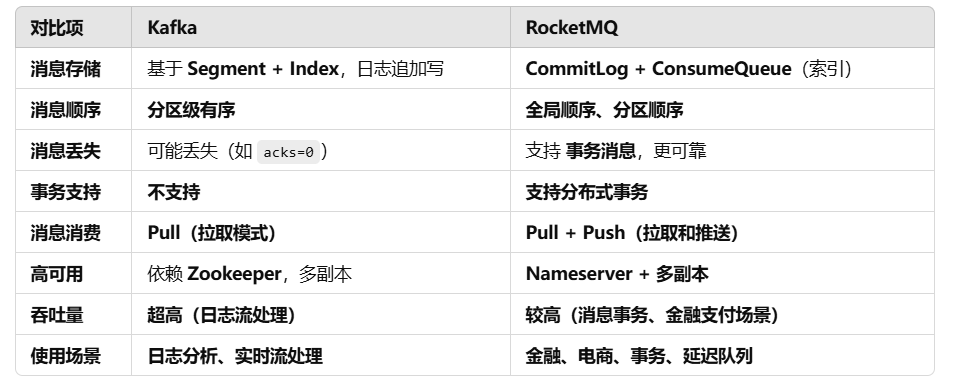 对比项 Kafka RocketMQ
消息存储 基于 Segment + Index，日志追加写 CommitLog + ConsumeQueue（索引）
消息顺序 分区级有序 全局顺序、分区顺序
消息丢失 可能丢失（如 acks=0） 支持 事务消息，更可靠
事务支持 不支持 支持分布式事务
消息消费 Pull（拉取模式） Pull + Push（拉取和推送）
高可用 依赖 Zookeeper，多副本 Nameserver + 多副本
吞吐量 超高（日志流处理） 较高（消息事务、金融支付场景）
使用场景 日志分析、实时流处理 金融、电商、事务、延迟队列